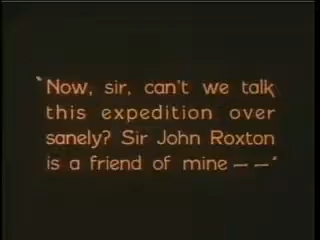 "Now, sir, can't we talk
this expedition over
sanely? Sir John Roxton
is a friend of mine — —"